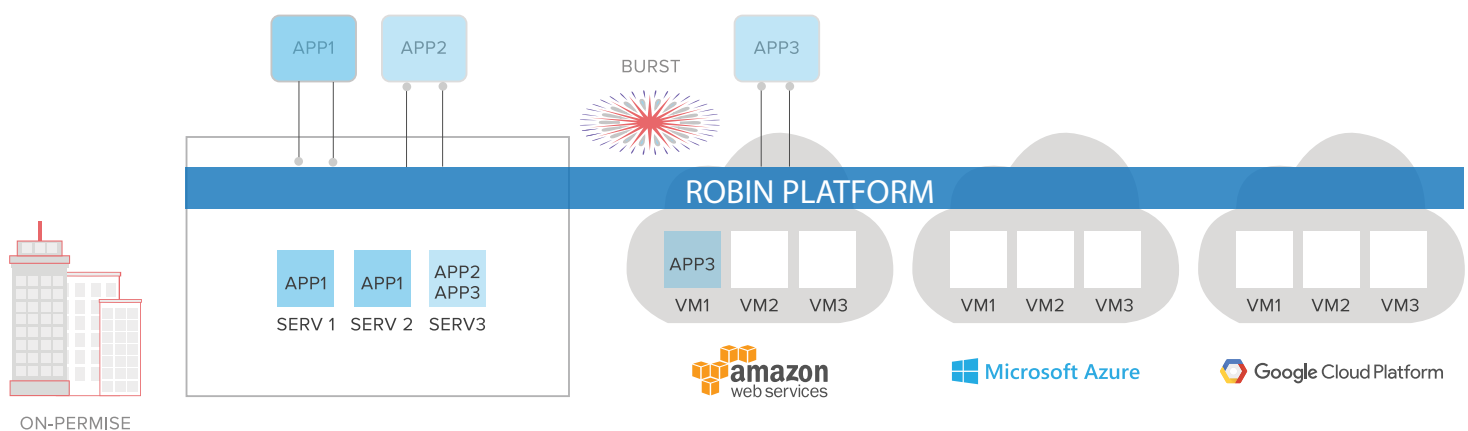 APP1
APP2
BURST
APP3
ROBIN PLATFORM
APP1
APP1
APP2
APP3
SERV 1
SERV 2
SERV3
APP3
VM1
VM2
VM3
VM1
VM2
VM3
VM1
VM2
VM3
amazon
web services
Microsoft Azure
Google Cloud Platform
ON-PERMISE